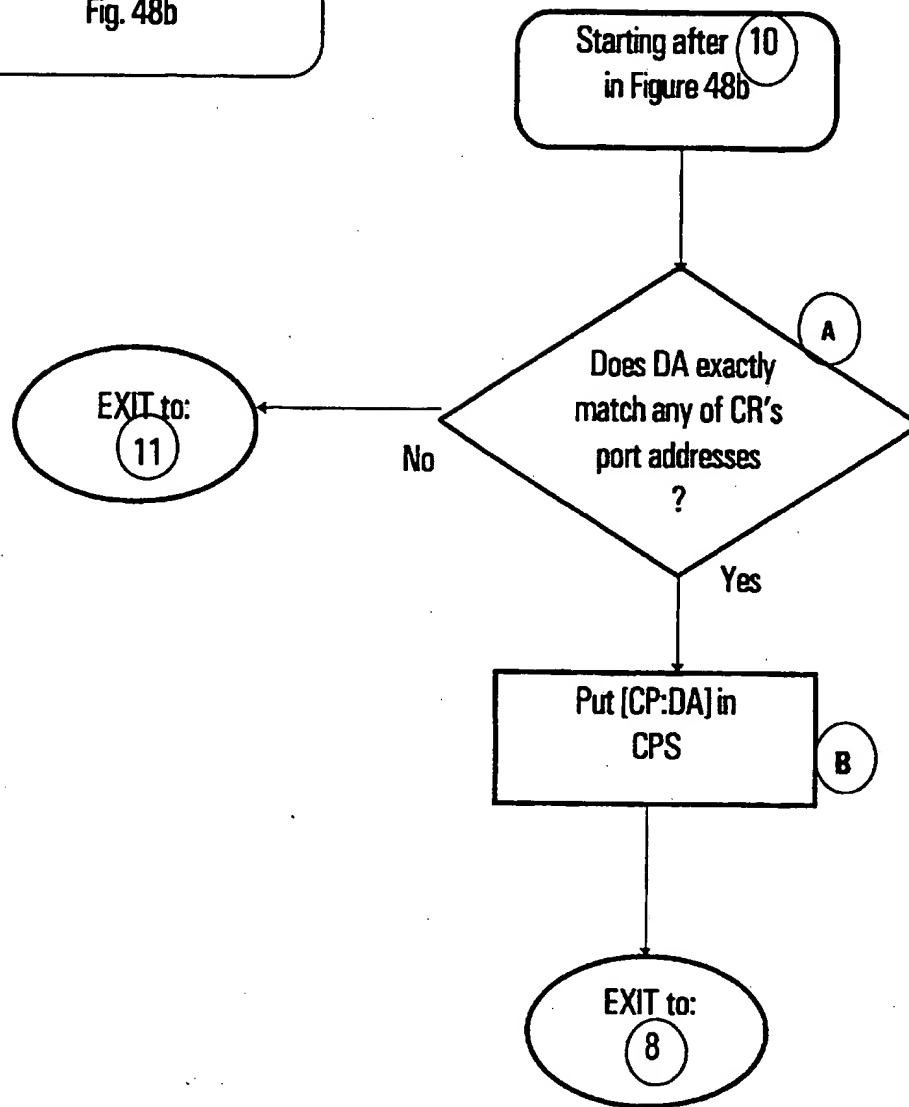 Fig. 48b
Starting after 10
in Figure 48b
A
Does DA exactly
match any of CR's
port addresses
?
EXIT to:
11
No
Yes
Put [CP:DA] in
CPS
B
EXIT to:
8